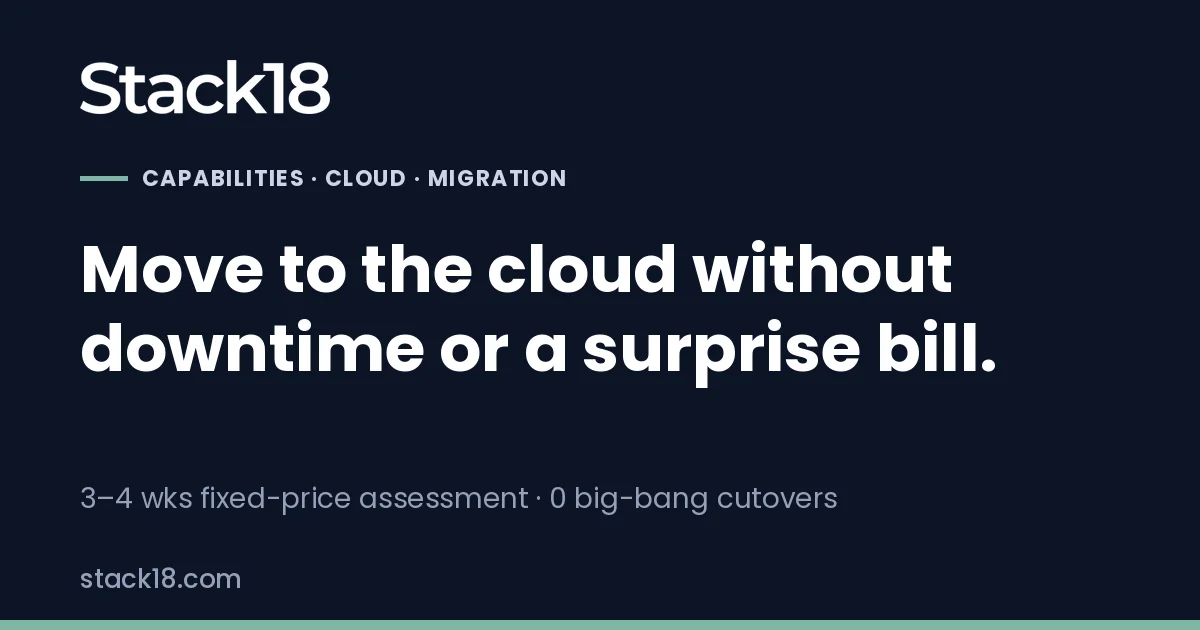 Stack18
CAPABILITIES · CLOUD · MIGRATION
Move to the cloud without
downtime or a surprise bill.
3–4 wks fixed-price assessment · 0 big-bang cutovers
stack18.com